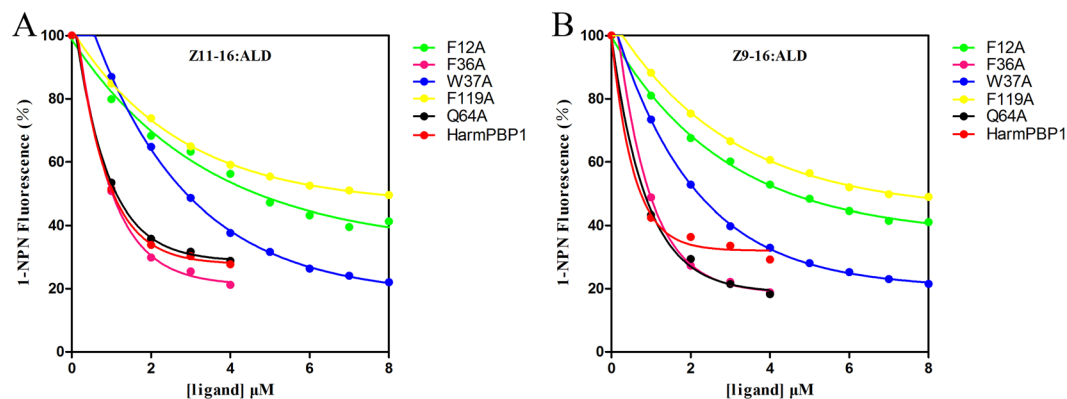 A
Z11-16:ALD
100
80
60
40
20
0
0 2 4 6 8
1-NPN Fluorescence (%)
[ligand] μM
F12A
F36A
W37A
F119A
Q64A
HarmPBP1
B
Z9-16:ALD
100
80
60
40
20
0
0 2 4 6 8
1-NPN Fluorescence (%)
[ligand] μM
F12A
F36A
W37A
F119A
Q64A
HarmPBP1